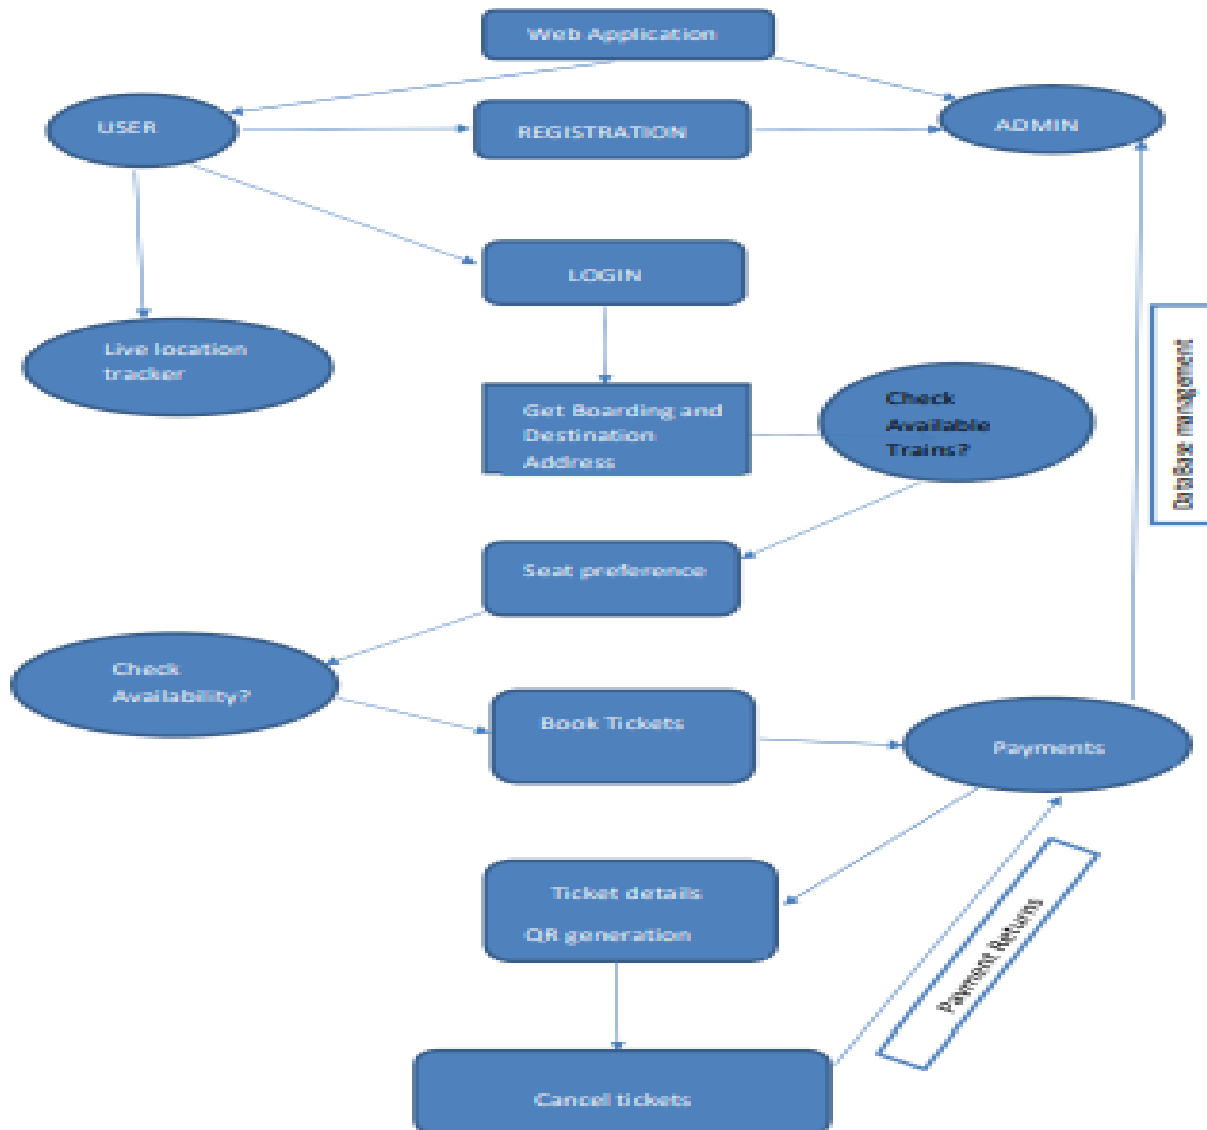 Web Application
USER
REGISTRATION
ADMIN
LOGIN
Live location
tracker
Get Boarding and
Destination
Address
Check
Available
Trains?
DataBase management
Seat preference
Check
Availability?
Book Tickets
Payments
Ticket details
QR generation
Payment Returns
Cancel tickets